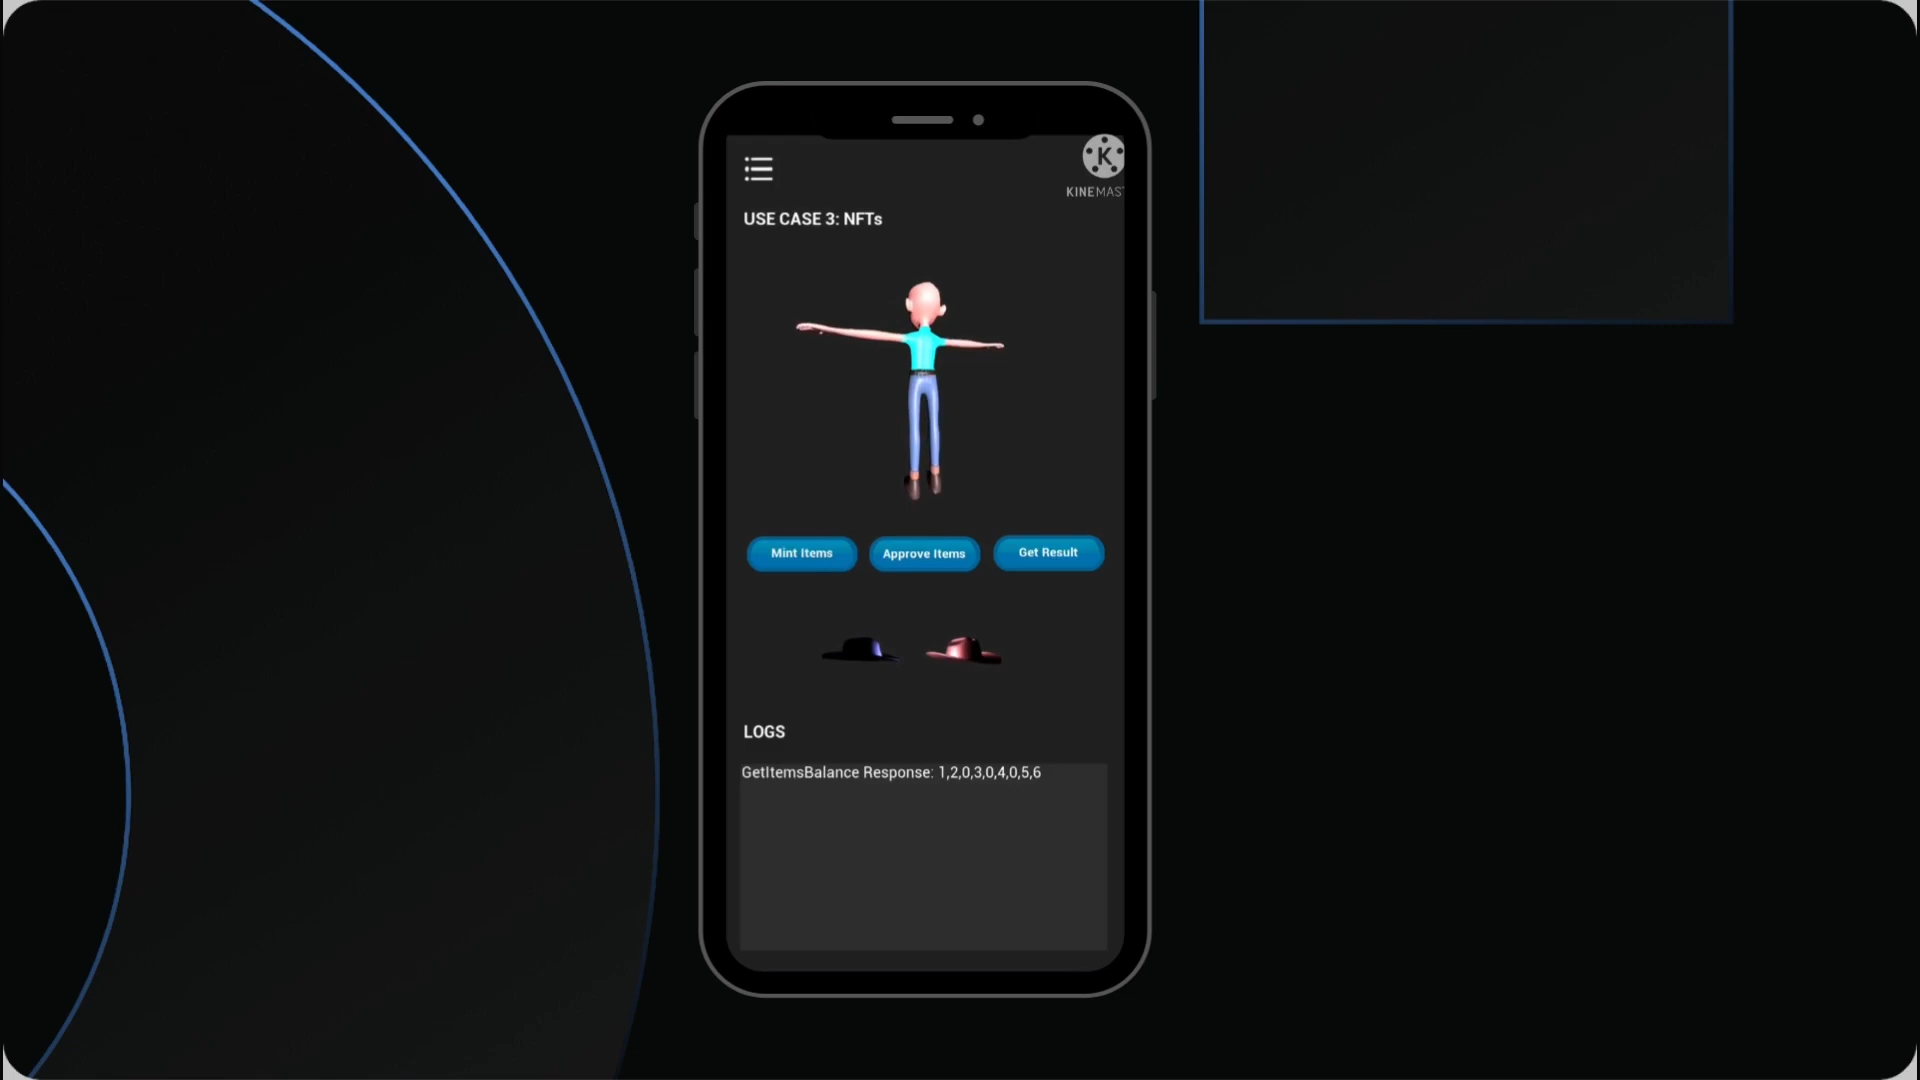 K
KINEMAST
USE CASE 3: NFTs
Mint Items
Approve Items
Get Result
LOGS
GetItemsBalance Response: 1,2,0,3,0,4,0,5,6